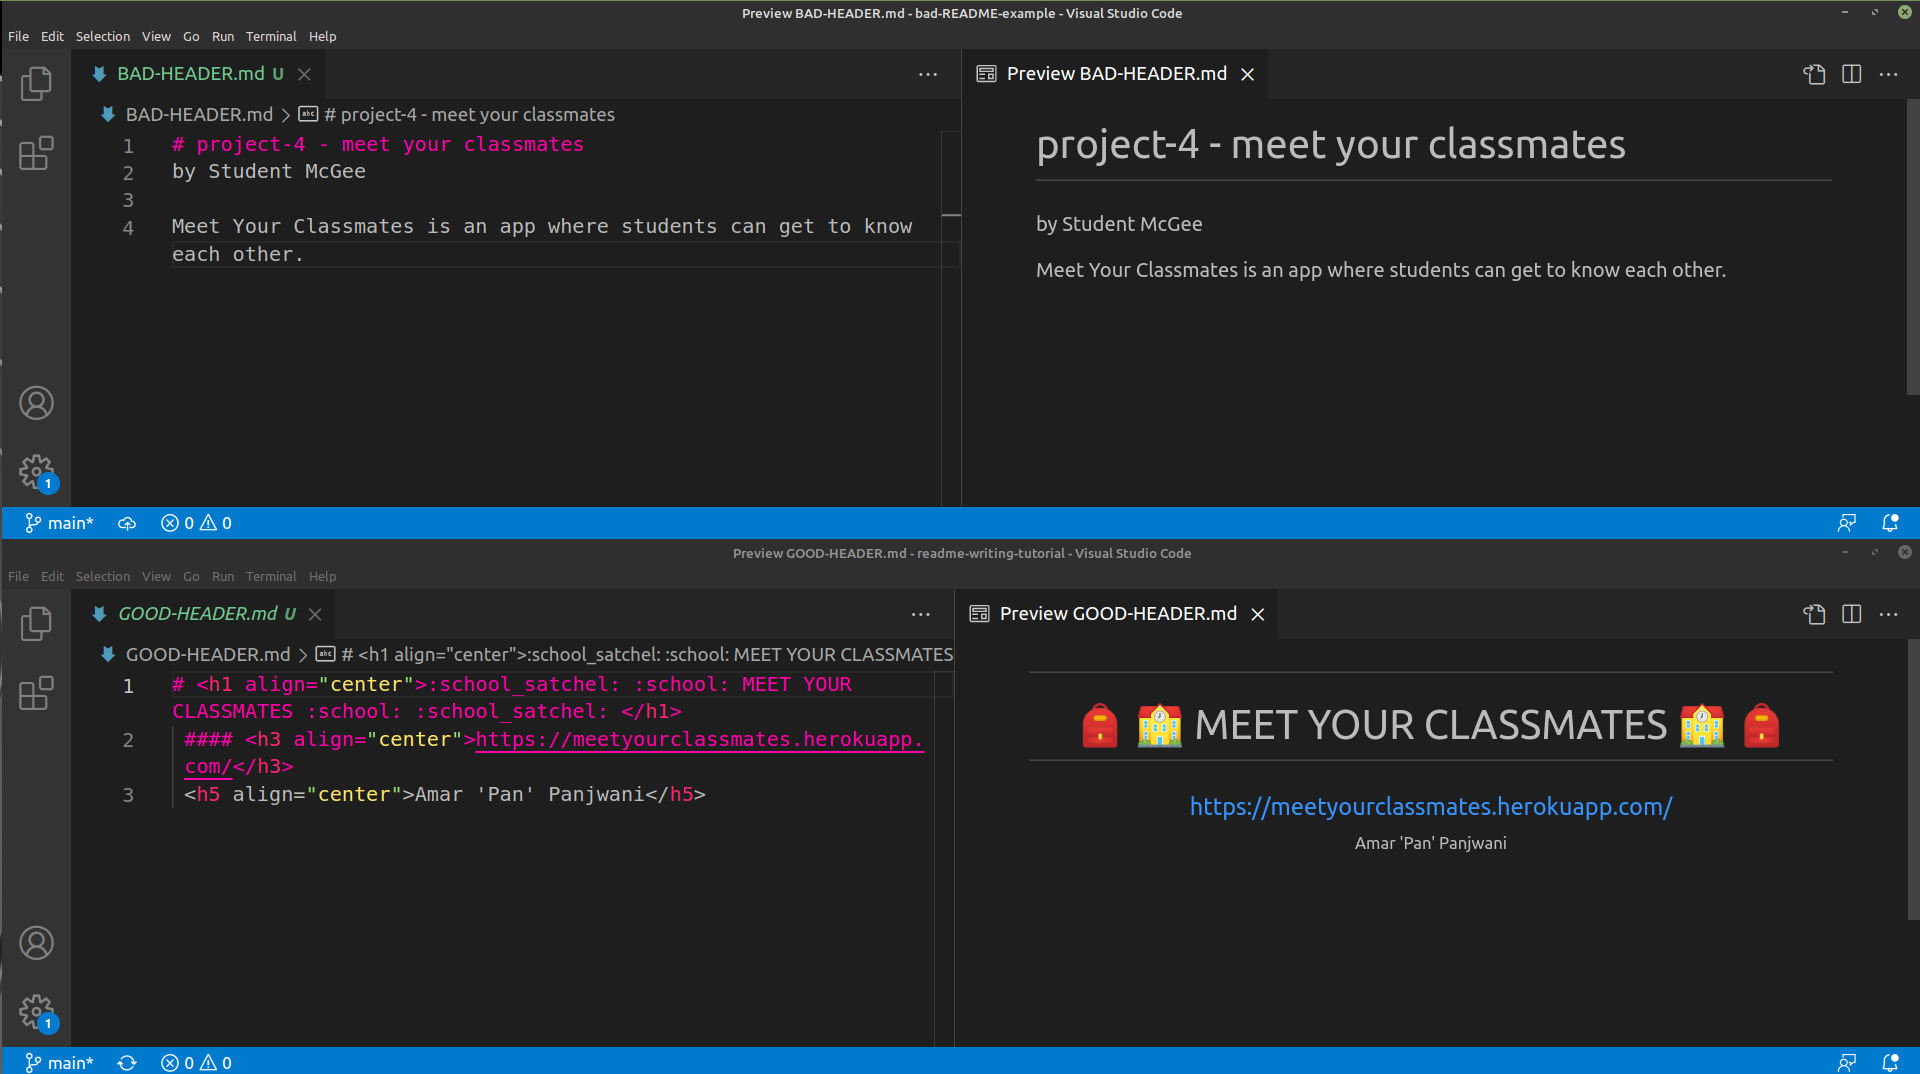 Preview BAD-HEADER.md - bad-README-example - Visual Studio Code
File Edit Selection View Go Run Terminal Help
BAD-HEADER.md U
Preview BAD-HEADER.md
BAD-HEADER.md > abc # project-4 - meet your classmates
1 # project-4 - meet your classmates
2 by Student McGee
3
4 Meet Your Classmates is an app where students can get to know
each other.
project-4 - meet your classmates
by Student McGee
Meet Your Classmates is an app where students can get to know each other.
1
main* 0 0
Preview GOOD-HEADER.md - readme-writing-tutorial - Visual Studio Code
File Edit Selection View Go Run Terminal Help
GOOD-HEADER.md U
Preview GOOD-HEADER.md
GOOD-HEADER.md > abc # <h1 align="center">:school_satchel: :school: MEET YOUR CLASSMATES
1 # <h1 align="center">:school_satchel: :school: MEET YOUR
CLASSMATES :school: :school_satchel: </h1>
2 #### <h3 align="center">https://meetyourclassmates.herokuapp.
com/</h3>
3 <h5 align="center">Amar 'Pan' Panjwani</h5>
🎒 🏫 MEET YOUR CLASSMATES 🏫 🎒
https://meetyourclassmates.herokuapp.com/
Amar 'Pan' Panjwani
1
main* 0 0